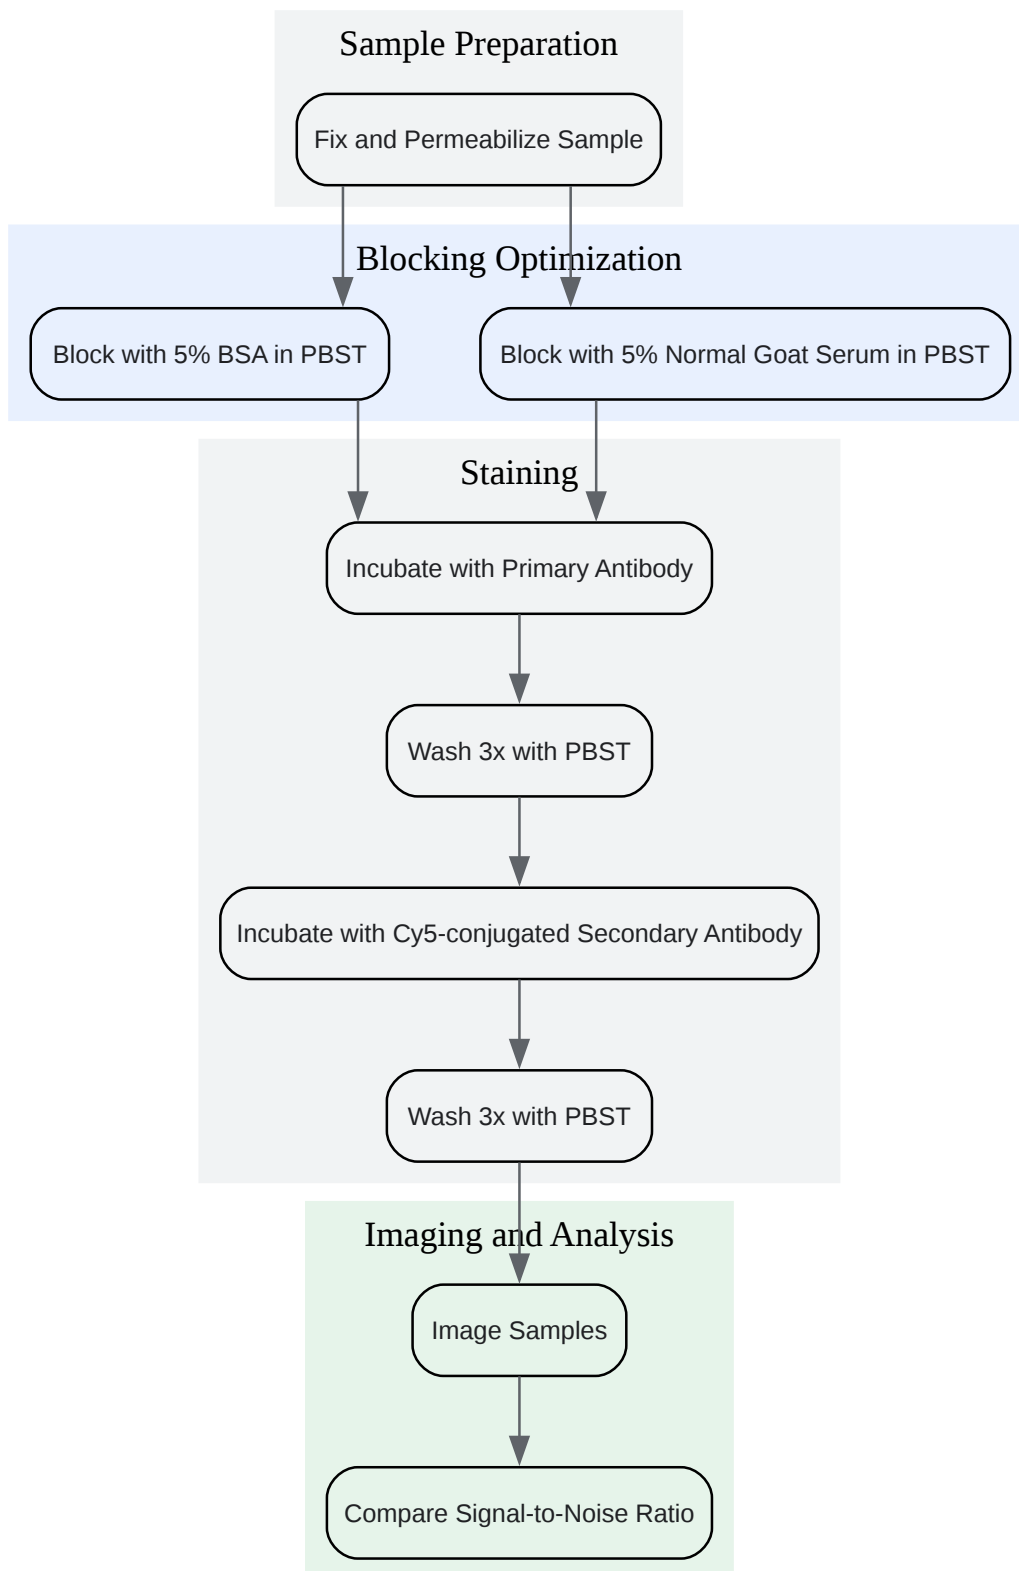 Sample Preparation
Fix and Permeabilize Sample
Blocking Optimization
Block with 5% BSA in PBST
Block with 5% Normal Goat Serum in PBST
Staining
Incubate with Primary Antibody
Wash 3x with PBST
Incubate with Cy5-conjugated Secondary Antibody
Wash 3x with PBST
Imaging and Analysis
Image Samples
Compare Signal-to-Noise Ratio